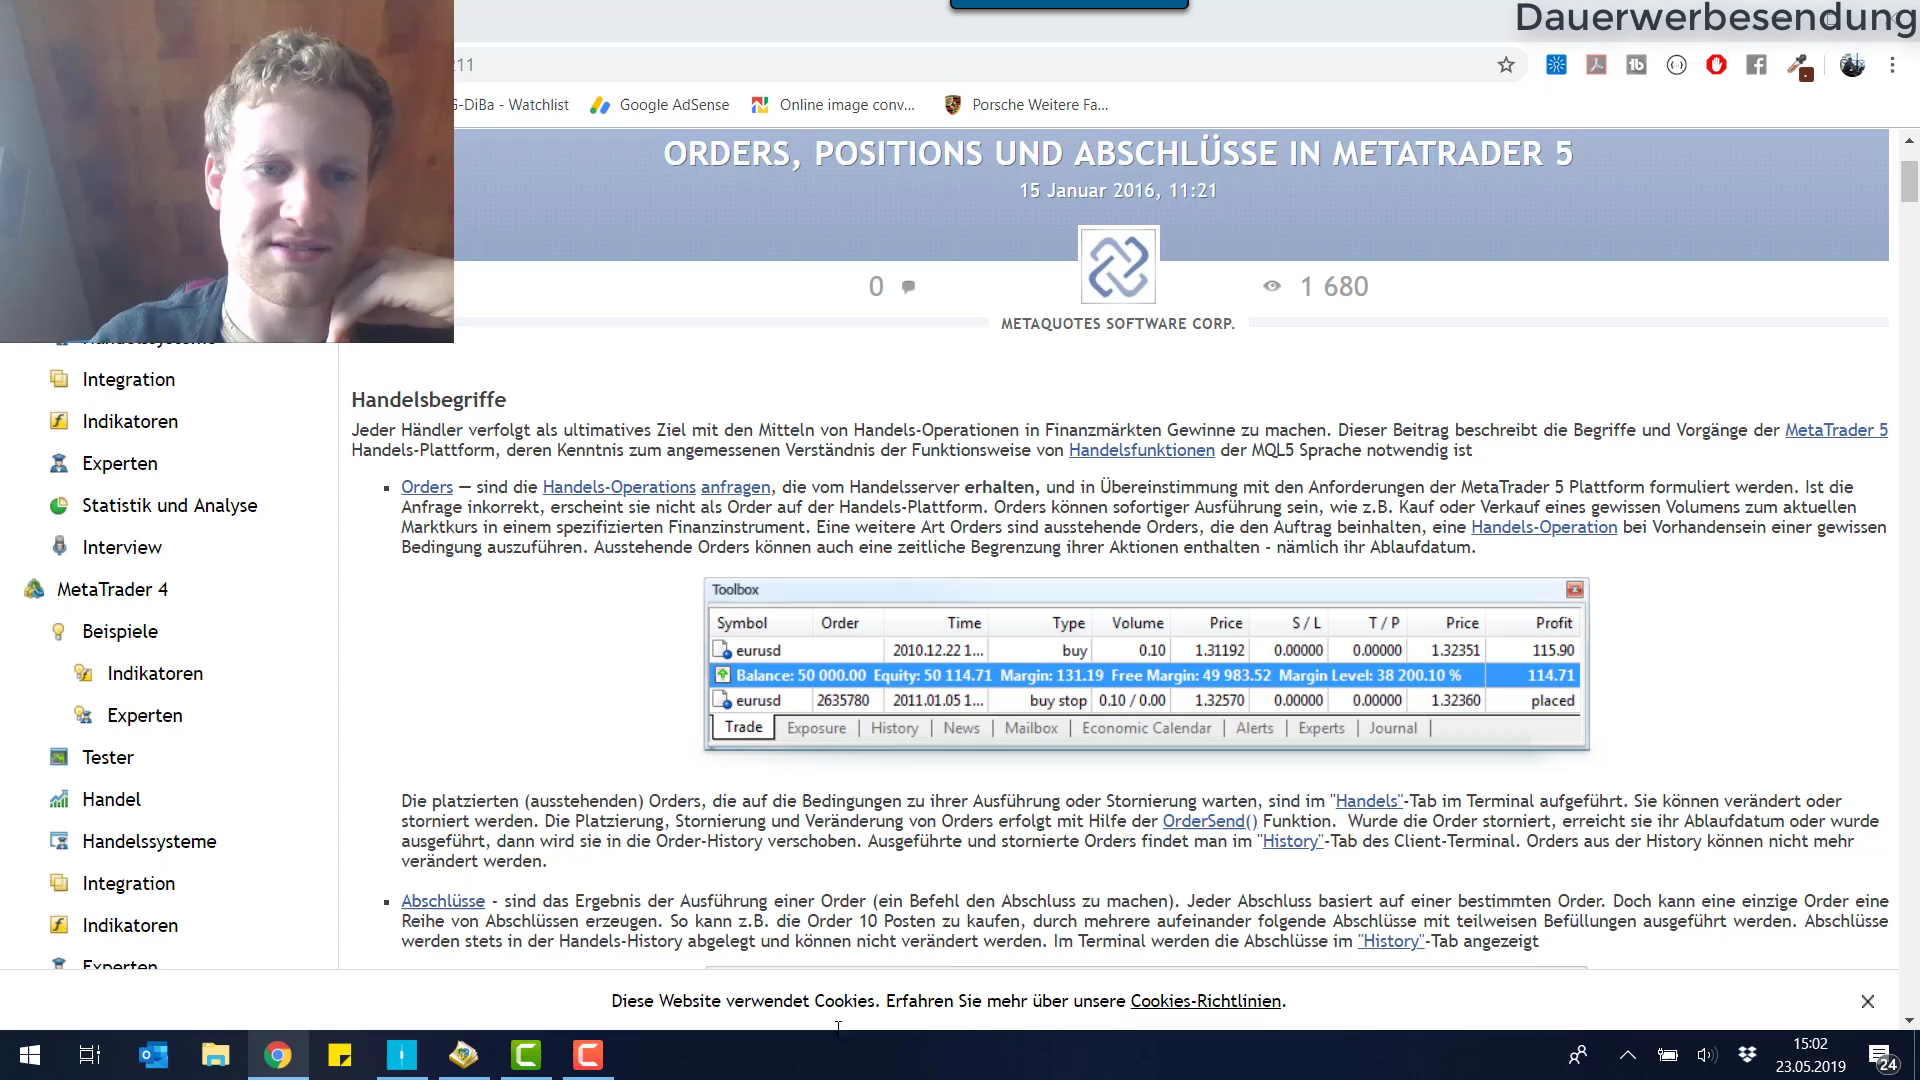 Dauerwerbesendung
211
G-DiBa - Watchlist
Google AdSense
Online image conv...
Porsche Weitere Fa...
ORDERS, POSITIONS UND ABSCHLÜSSE IN METATRADER 5
15 Januar 2016, 11:21
0
1 680
METAQUOTES SOFTWARE CORP.
Handelssysteme
Integration
Indikatoren
Experten
Statistik und Analyse
Interview
MetaTrader 4
Beispiele
Indikatoren
Experten
Tester
Handel
Handelssysteme
Integration
Indikatoren
Experten
Handelsbegriffe
Jeder Händler verfolgt als ultimatives Ziel mit den Mitteln von Handels-Operationen in Finanzmärkten Gewinne zu machen. Dieser Beitrag beschreibt die Begriffe und Vorgänge der MetaTrader 5
Handels-Plattform, deren Kenntnis zum angemessenen Verständnis der Funktionsweise von Handelsfunktionen der MQL5 Sprache notwendig ist
Orders — sind die Handels-Operations anfragen, die vom Handelsserver erhalten, und in Übereinstimmung mit den Anforderungen der MetaTrader 5 Plattform formuliert werden. Ist die
Anfrage inkorrekt, erscheint sie nicht als Order auf der Handels-Plattform. Orders können sofortiger Ausführung sein, wie z.B. Kauf oder Verkauf eines gewissen Volumens zum aktuellen
Marktkurs in einem spezifizierten Finanzinstrument. Eine weitere Art Orders sind ausstehende Orders, die den Auftrag beinhalten, eine Handels-Operation bei Vorhandensein einer gewissen
Bedingung auszuführen. Ausstehende Orders können auch eine zeitliche Begrenzung ihrer Aktionen enthalten - nämlich ihr Ablaufdatum.
Toolbox
Symbol Order Time Type Volume Price S / L T / P Price Profit
eurusd 2010.12.22 1... buy 0.10 1.31192 0.00000 0.00000 1.32351 115.90
Balance: 50 000.00 Equity: 50 114.71 Margin: 131.19 Free Margin: 49 983.52 Margin Level: 38 200.10 % 114.71
eurusd 2635780 2011.01.05 1... buy stop 0.10 / 0.00 1.32570 0.00000 0.00000 1.32360 placed
Trade Exposure History News Mailbox Economic Calendar Alerts Experts Journal
Die platzierten (ausstehenden) Orders, die auf die Bedingungen zu ihrer Ausführung oder Stornierung warten, sind im "Handels"-Tab im Terminal aufgeführt. Sie können verändert oder
storniert werden. Die Platzierung, Stornierung und Veränderung von Orders erfolgt mit Hilfe der OrderSend() Funktion. Wurde die Order storniert, erreicht sie ihr Ablaufdatum oder wurde
ausgeführt, dann wird sie in die Order-History verschoben. Ausgeführte und stornierte Orders findet man im "History"-Tab des Client-Terminal. Orders aus der History können nicht mehr
verändert werden.
Abschlüsse - sind das Ergebnis der Ausführung einer Order (ein Befehl den Abschluss zu machen). Jeder Abschluss basiert auf einer bestimmten Order. Doch kann eine einzige Order eine
Reihe von Abschlüssen erzeugen. So kann z.B. die Order 10 Posten zu kaufen, durch mehrere aufeinander folgende Abschlüsse mit teilweisen Befüllungen ausgeführt werden. Abschlüsse
werden stets in der Handels-History abgelegt und können nicht verändert werden. Im Terminal werden die Abschlüsse im "History"-Tab angezeigt
Diese Website verwendet Cookies. Erfahren Sie mehr über unsere Cookies-Richtlinien.
15:02
23.05.2019
24